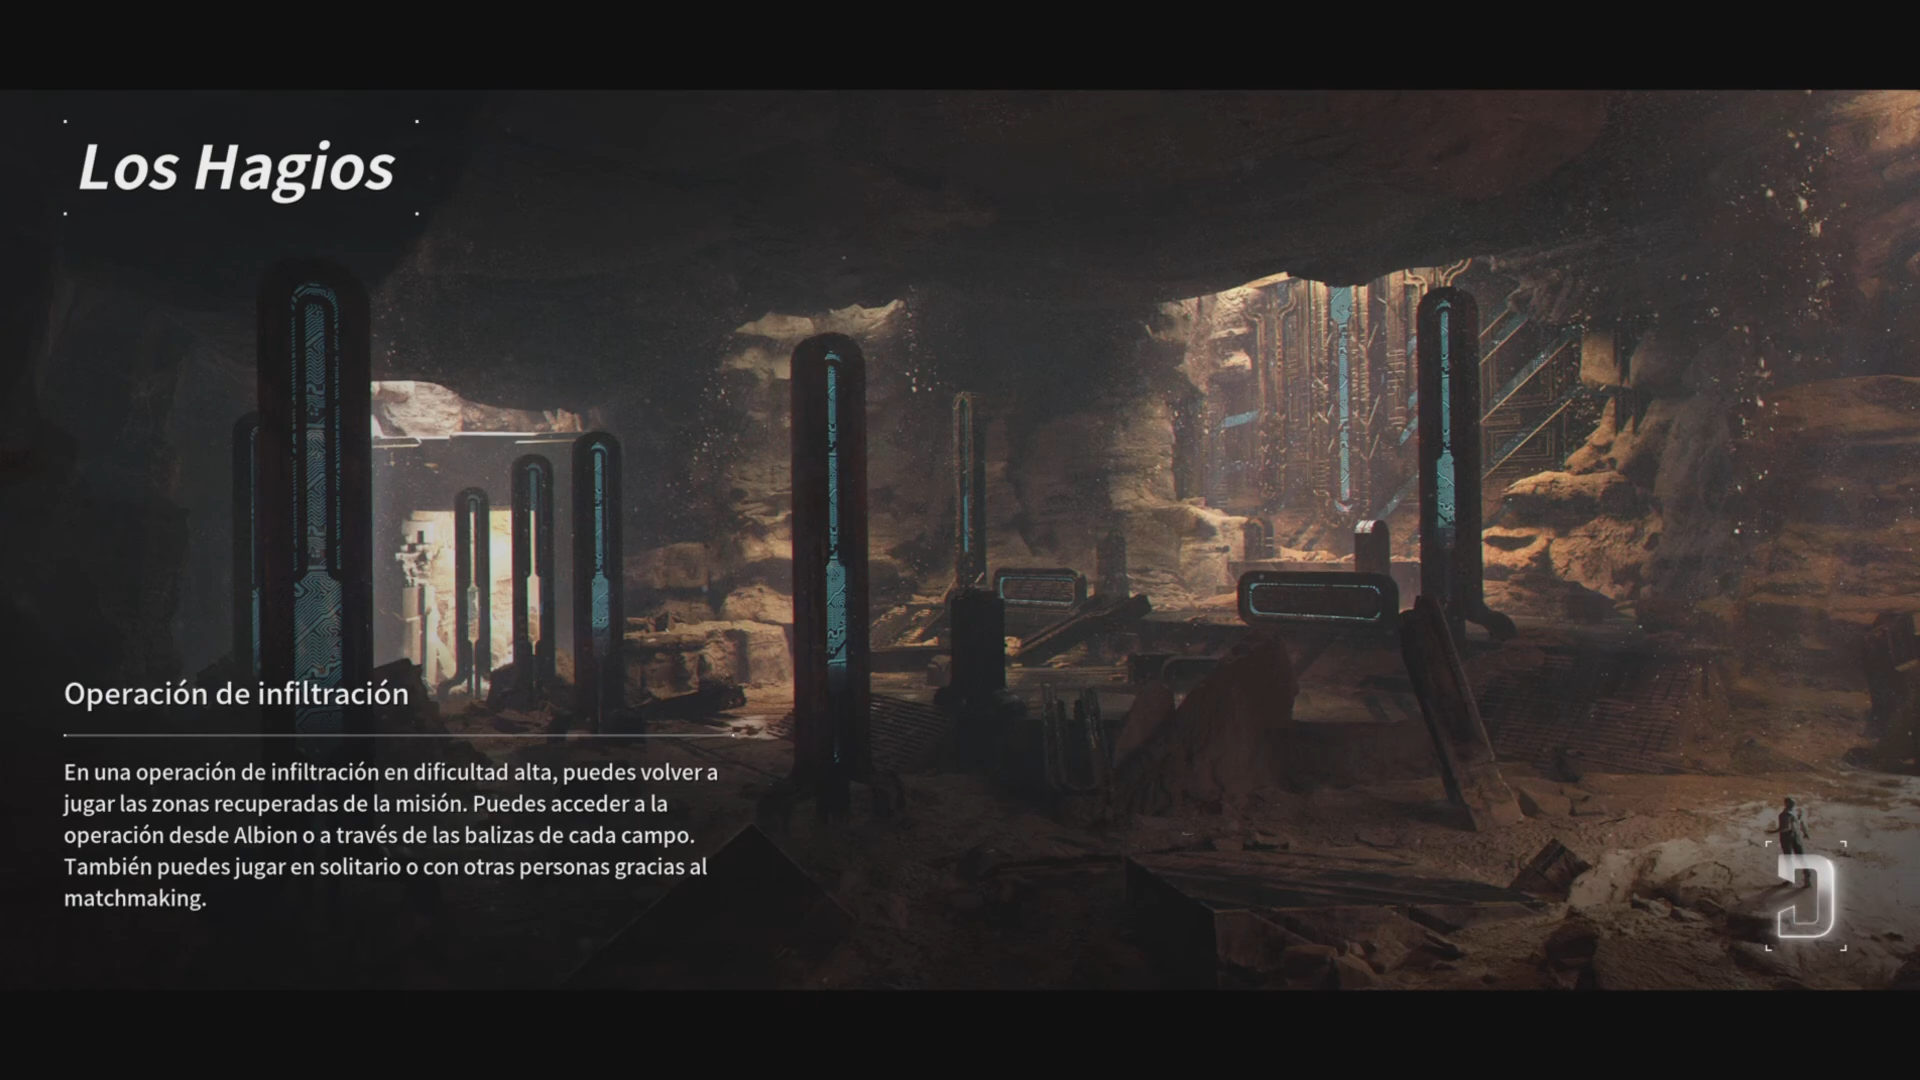 Los Hagios
Operación de infiltración
En una operación de infiltración en dificultad alta, puedes volver a
jugar las zonas recuperadas de la misión. Puedes acceder a la
operación desde Albion o a través de las balizas de cada campo.
También puedes jugar en solitario o con otras personas gracias al
matchmaking.